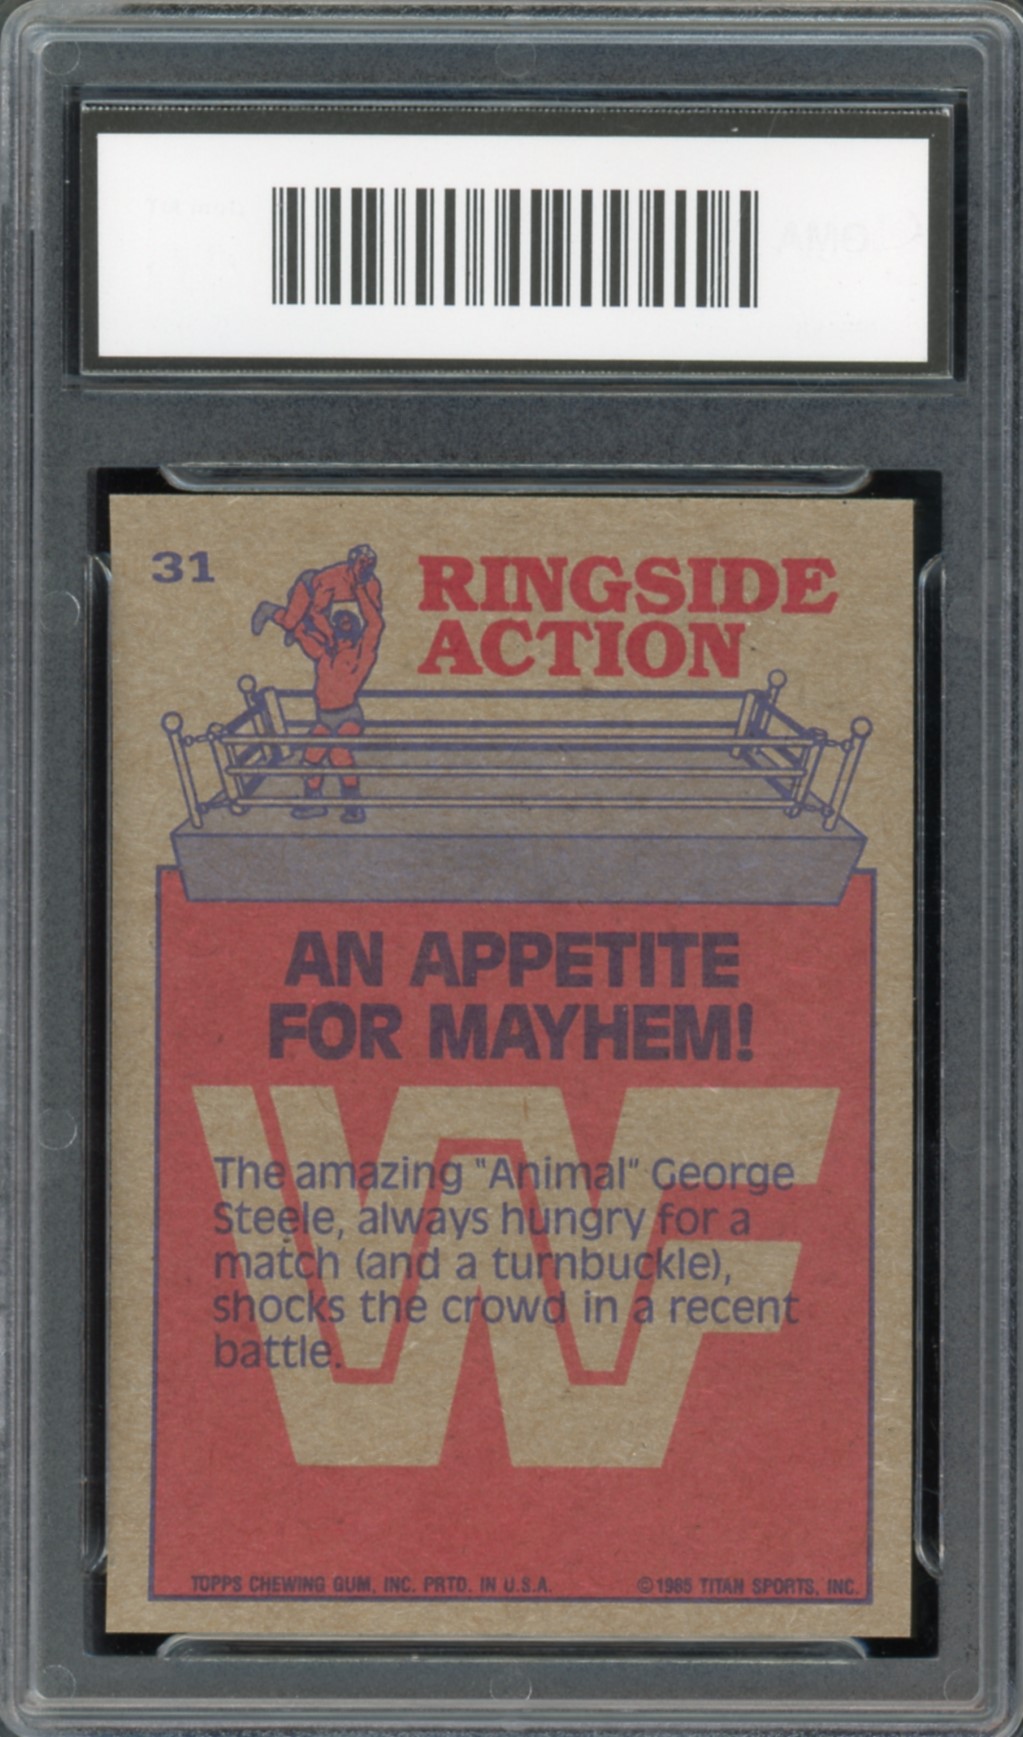 31
RINGSIDE
ACTION
AN APPETITE
FOR MAYHEM!
WF
The amazing "Animal" George
Steele, always hungry for a
match (and a turnbuckle),
shocks the crowd in a recent
battle.
TOPPS CHEWING GUM, INC. PRTD. IN U.S.A. ©1985 TITAN SPORTS, INC.